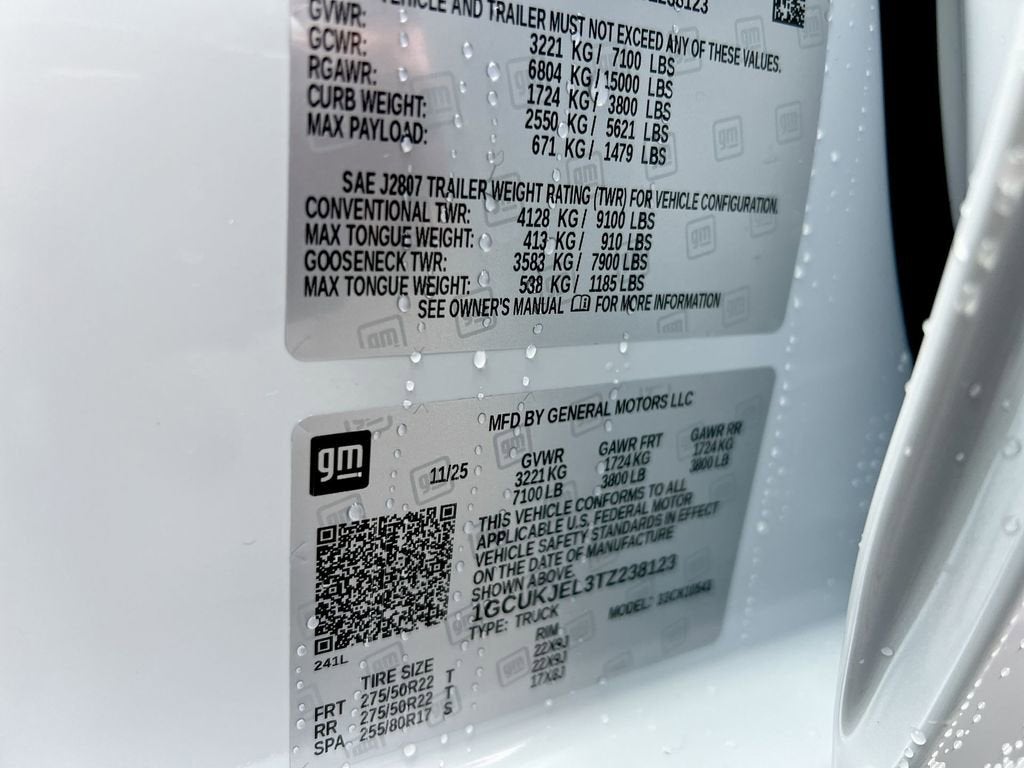 VEHICLE AND TRAILER MUST NOT EXCEED ANY OF THESE VALUES.
GVWR: 3221 KG / 7100 LBS
GCWR: 6804 KG / 15000 LBS
RGAWR: 1724 KG / 3800 LBS
CURB WEIGHT: 2550 KG / 5621 LBS
MAX PAYLOAD: 671 KG / 1479 LBS
SAE J2807 TRAILER WEIGHT RATING (TWR) FOR VEHICLE CONFIGURATION.
CONVENTIONAL TWR: 4128 KG / 9100 LBS
MAX TONGUE WEIGHT: 413 KG / 910 LBS
GOOSENECK TWR: 3583 KG / 7900 LBS
MAX TONGUE WEIGHT: 538 KG / 1185 LBS
SEE OWNER'S MANUAL FOR MORE INFORMATION
MFD BY GENERAL MOTORS LLC
gm
11/25
GVWR GAWR FRT GAWR RR
3221 KG 1724 KG 1724 KG
7100 LB 3800 LB 3800 LB
THIS VEHICLE CONFORMS TO ALL
APPLICABLE U.S. FEDERAL MOTOR
VEHICLE SAFETY STANDARDS IN EFFECT
ON THE DATE OF MANUFACTURE
SHOWN ABOVE.
1GCUKJEL3TZ238123
TYPE: TRUCK MODEL:
241L
TIRE SIZE RIM
FRT 275/50R22 T 22X9J
RR 275/50R22 T 22X9J
SPA 255/80R17 S 17X8J